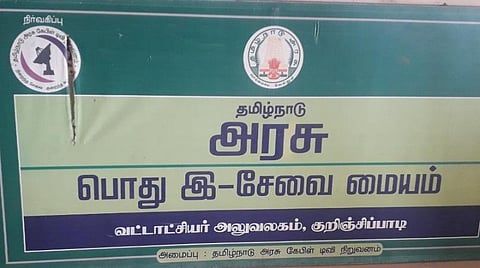 நிர்வகிப்பு
தமிழ்நாடு
அரசு
பொது இ-சேவை மையம்
வட்டாட்சியர் அலுவலகம், குறிஞ்சிப்பாடி
அமைப்பு : தமிழ்நாடு அரசு கேபிள் டிவி நிறுவனம்